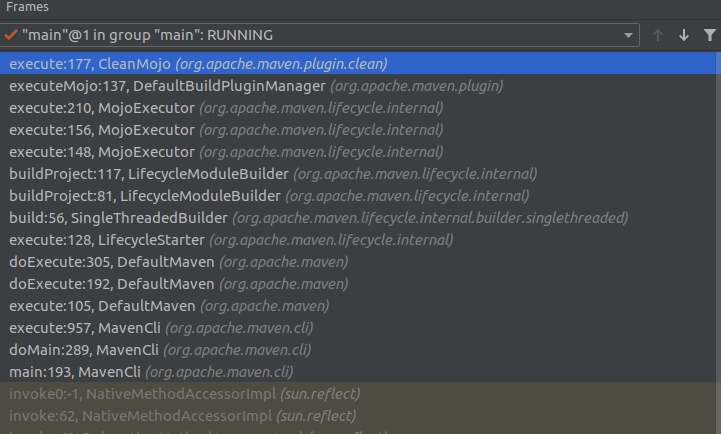 Frames
"main"@1 in group "main": RUNNING
execute:177, CleanMojo (org.apache.maven.plugin.clean)
executeMojo:137, DefaultBuildPluginManager (org.apache.maven.plugin)
execute:210, MojoExecutor (org.apache.maven.lifecycle.internal)
execute:156, MojoExecutor (org.apache.maven.lifecycle.internal)
execute:148, MojoExecutor (org.apache.maven.lifecycle.internal)
buildProject:117, LifecycleModuleBuilder (org.apache.maven.lifecycle.internal)
buildProject:81, LifecycleModuleBuilder (org.apache.maven.lifecycle.internal)
build:56, SingleThreadedBuilder (org.apache.maven.lifecycle.internal.builder.singlethreaded)
execute:128, LifecycleStarter (org.apache.maven.lifecycle.internal)
doExecute:305, DefaultMaven (org.apache.maven)
doExecute:192, DefaultMaven (org.apache.maven)
execute:105, DefaultMaven (org.apache.maven)
execute:957, MavenCli (org.apache.maven.cli)
doMain:289, MavenCli (org.apache.maven.cli)
main:193, MavenCli (org.apache.maven.cli)
invoke0:-1, NativeMethodAccessorImpl (sun.reflect)
invoke:62, NativeMethodAccessorImpl (sun.reflect)